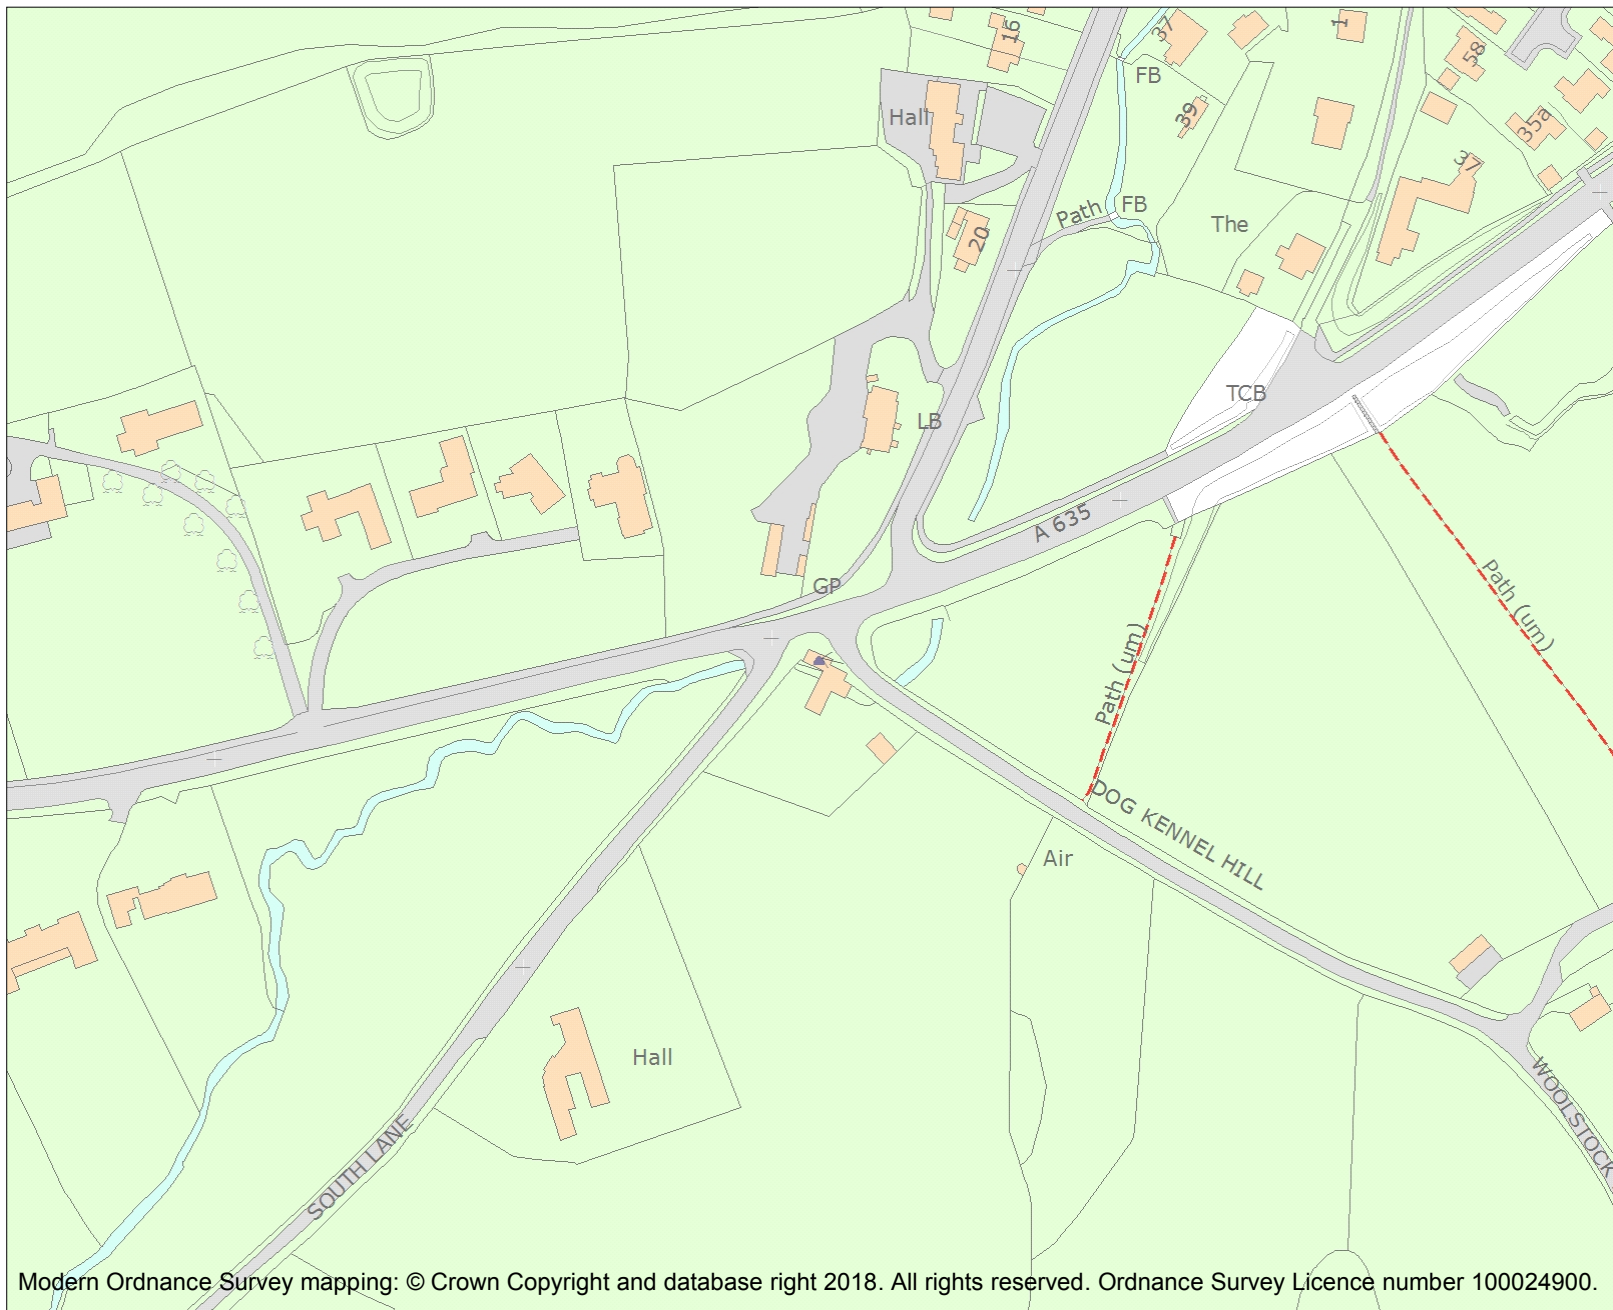 16
37
1
58
FB
Hall
39
35a
37
Path
FB
The
20
TCB
LB
A 635
GP
Path (um)
Path (um)
DOG KENNEL HILL
Air
Hall
WOOLSTOCK
SOUTH LANE
Modern Ordnance Survey mapping: © Crown Copyright and database right 2018. All rights reserved. Ordnance Survey Licence number 100024900.